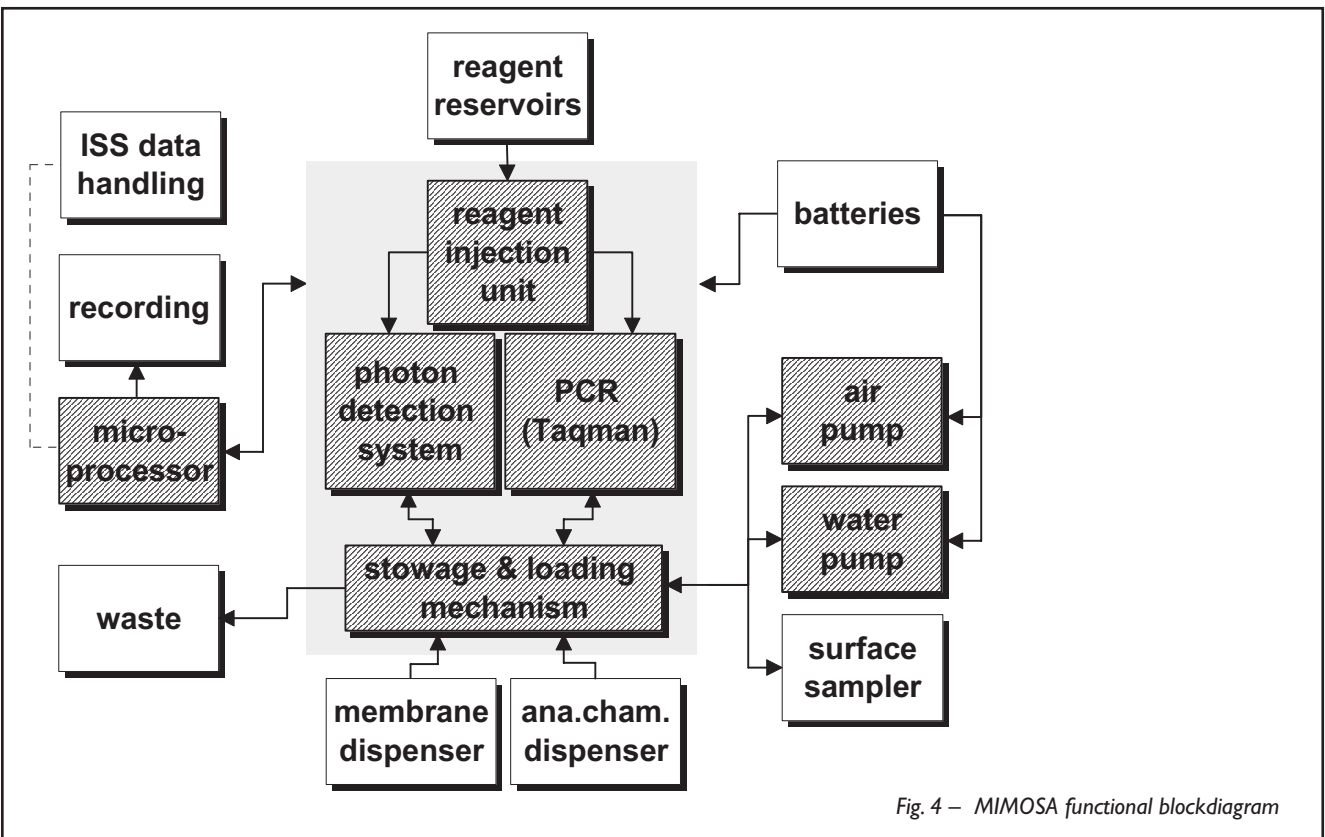 reagent
reservoirs
ISS data
handling
reagent
injection
unit
batteries
recording
photon
detection
system
PCR
(Taqman)
air
pump
micro-
processor
water
pump
stowage & loading
mechanism
waste
surface
sampler
membrane
dispenser
ana.cham.
dispenser
Fig. 4 – MIMOSA functional blockdiagram